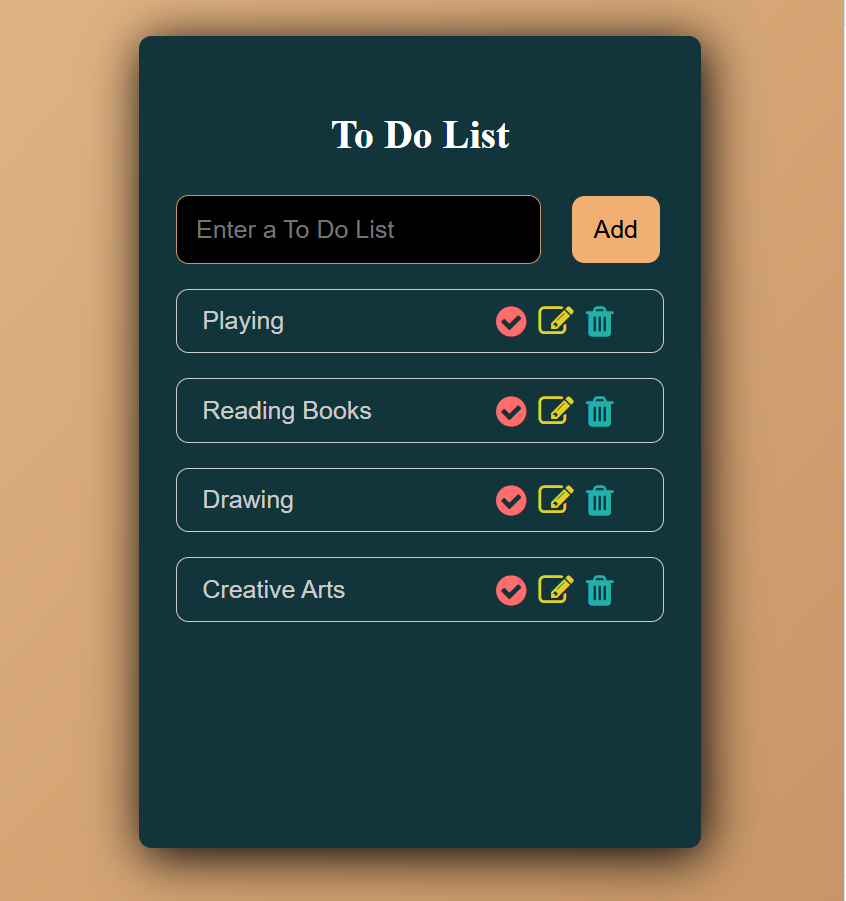 To Do List
Enter a To Do List
Add
Playing
Reading Books
Drawing
Creative Arts